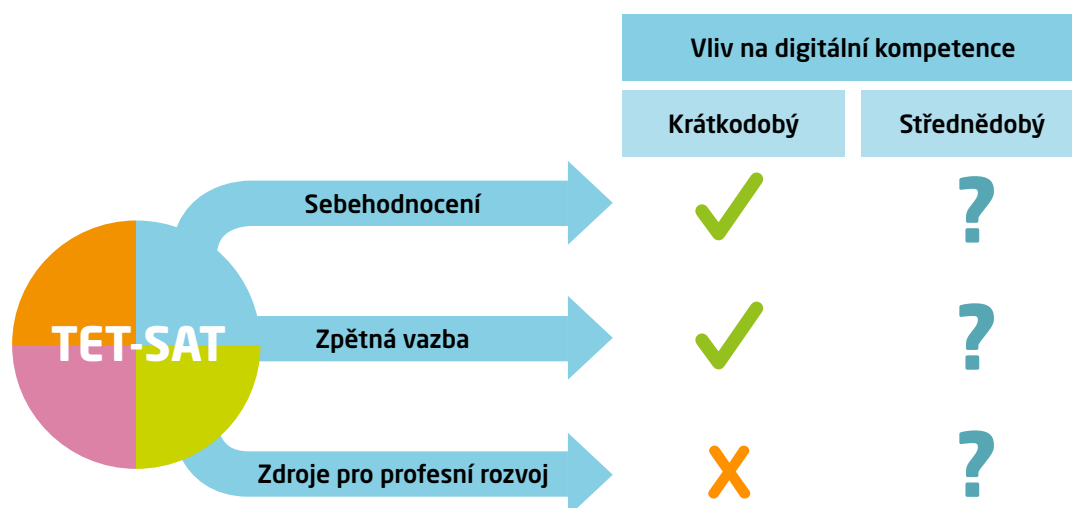 Vliv na digitální kompetence
Krátkodobý
Střednědobý
Sebehodnocení
?
TET-SAT
Zpětná vazba
?
Zdroje pro profesní rozvoj
X
?